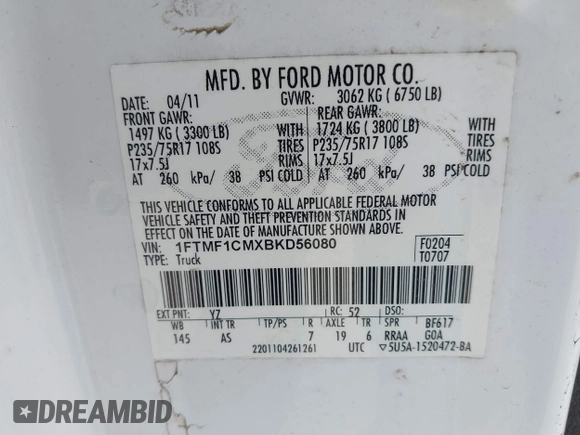 MFD. BY FORD MOTOR CO.
DATE: 04/11 GVWR: 3062 KG ( 6750 LB)
FRONT GAWR: REAR GAWR:
1497 KG ( 3300 LB) WITH 1724 KG ( 3800 LB) WITH
P235/75R17 108S TIRES P235/75R17 108S TIRES
17x7.5J RIMS 17x7.5J RIMS
AT 260 kPa/ 38 PSI COLD AT 260 kPa/ 38 PSI COLD
THIS VEHICLE CONFORMS TO ALL APPLICABLE FEDERAL MOTOR
VEHICLE SAFETY AND THEFT PREVENTION STANDARDS IN
EFFECT ON THE DATE OF MANUFACTURE SHOWN ABOVE.
VIN: 1FTMF1CMXBKD56080 F0204
TYPE: Truck T0707
EXT PNT: YZ RC: 52 DSO:
WB INT TR TP/PS R AXLE TR SPR BF617
145 AS 7 19 6 RRAA GOA
2201104261261 UTC ▽5U5A-1520472-BA
DREAMBID